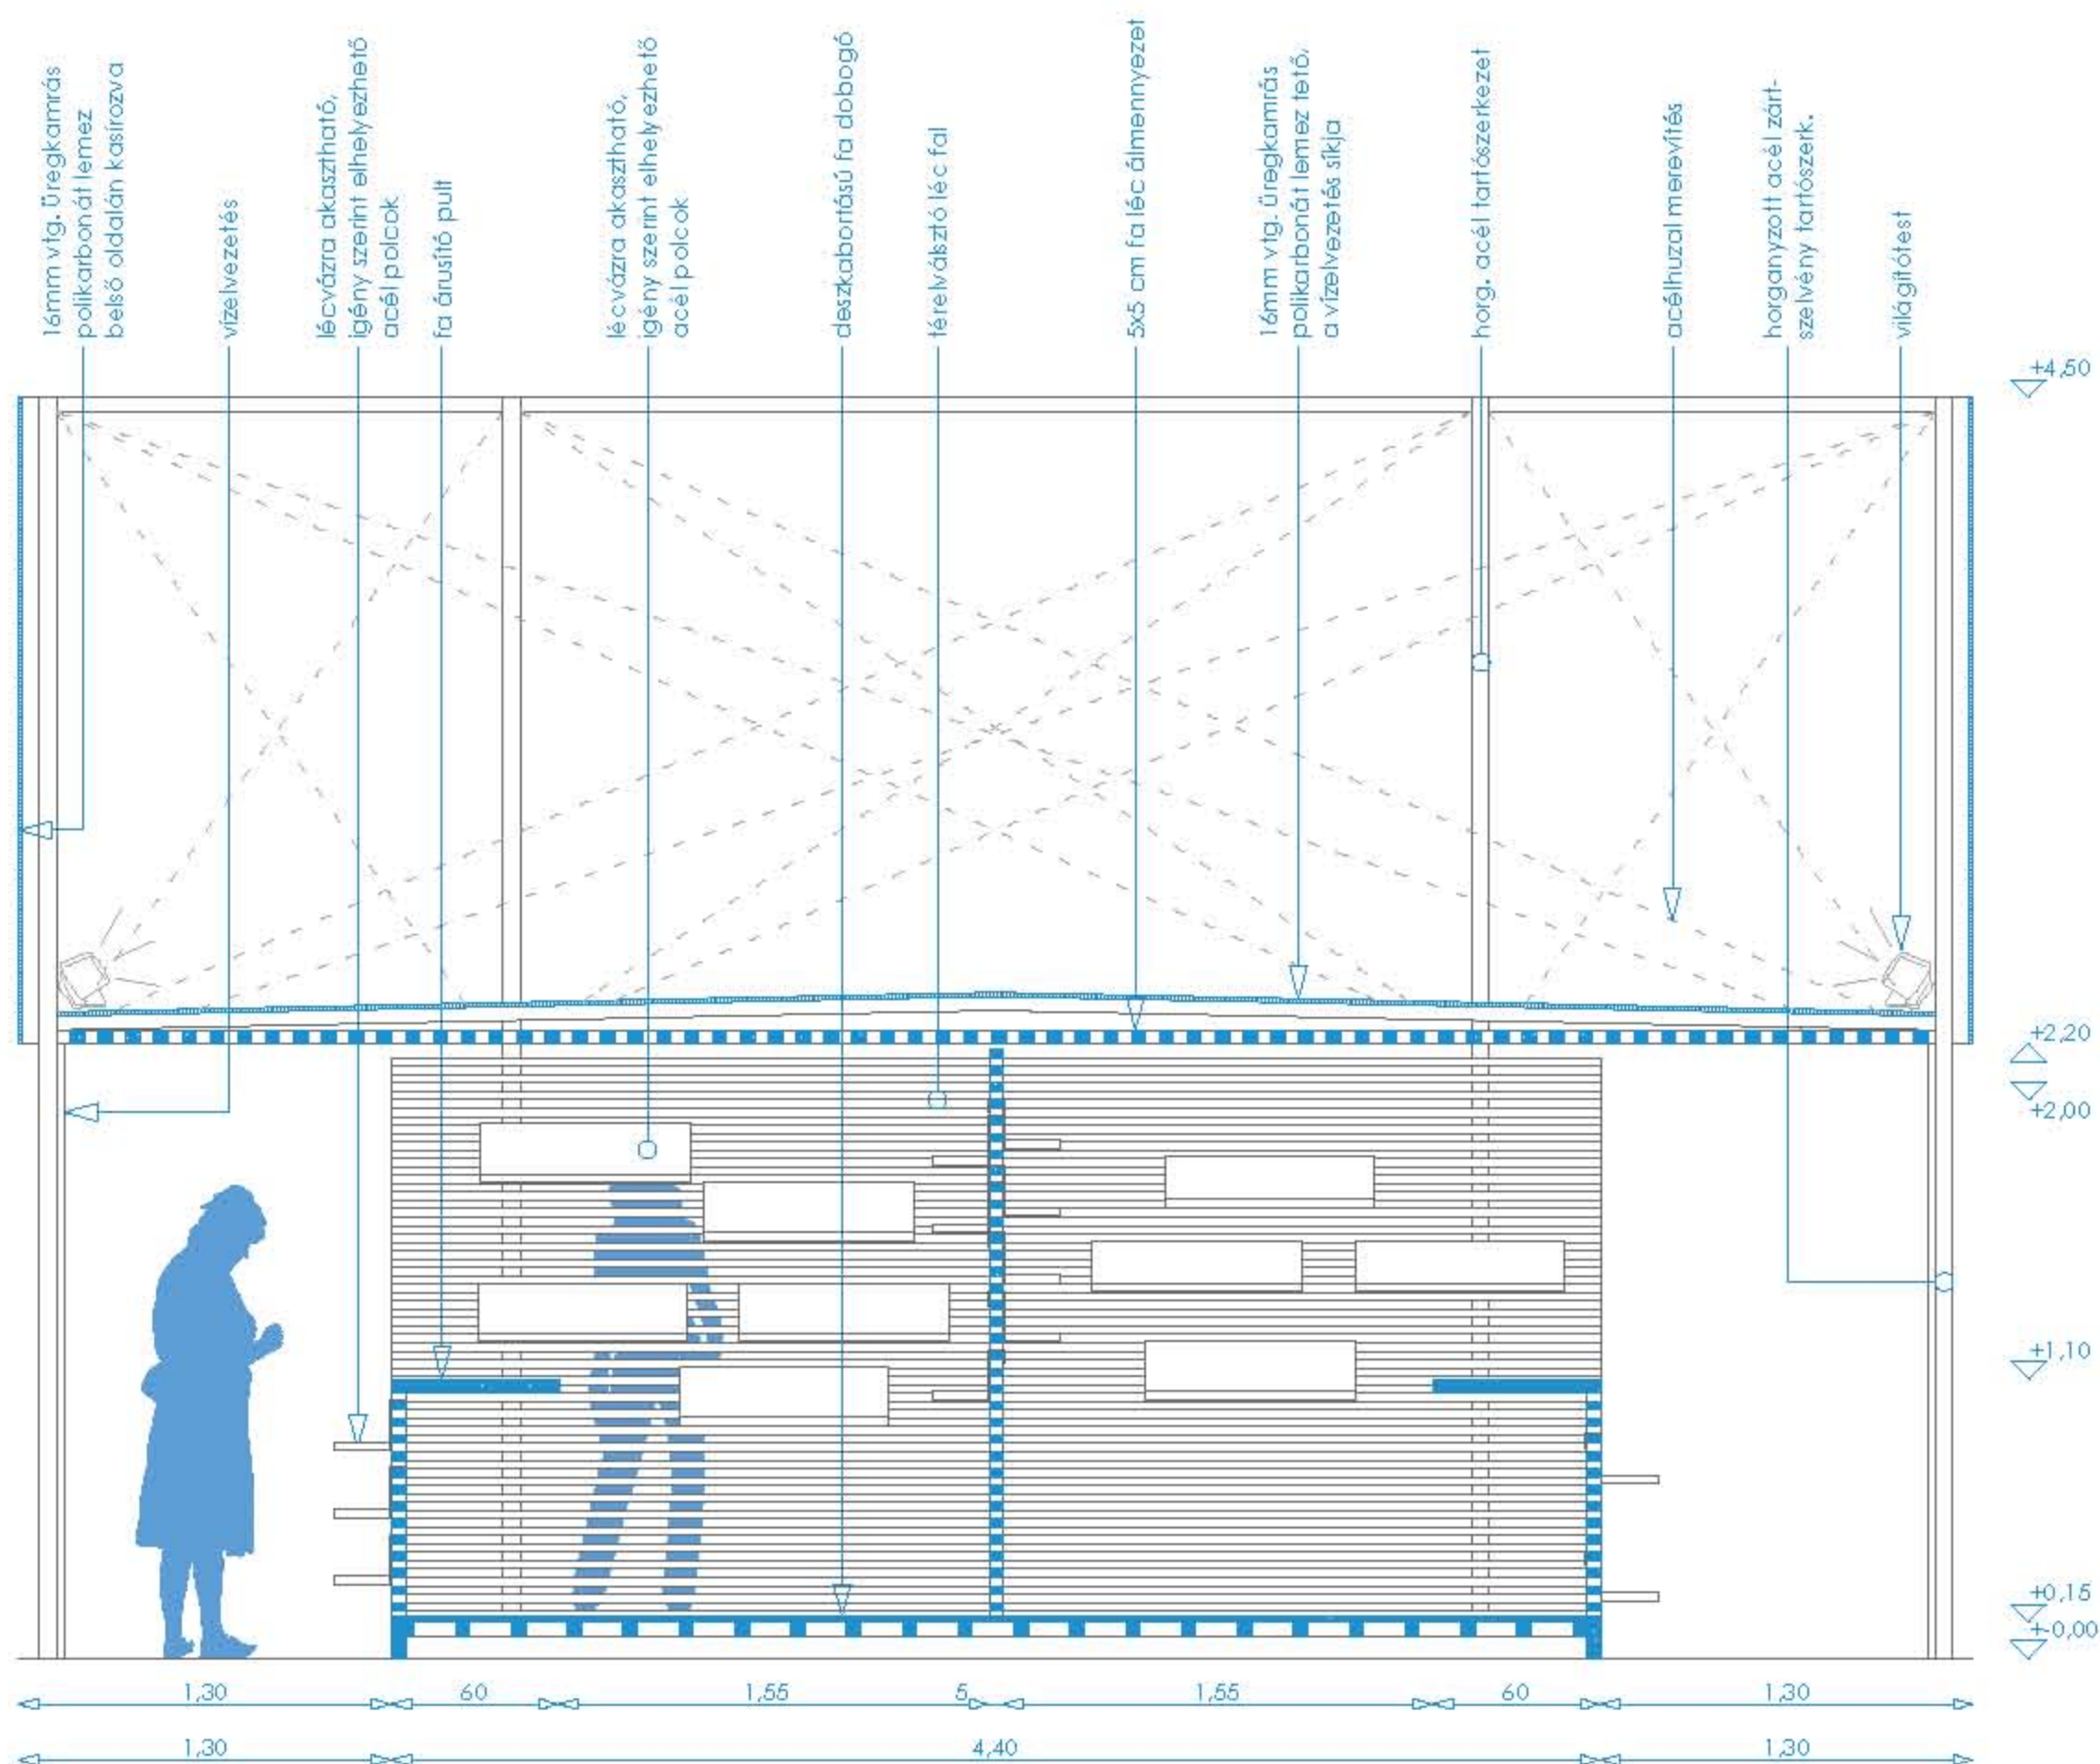 16mm vtg. üregkamrás
polikarbonát lemez
belső oldalán kasírozva
vízelvezetés
lécvázra akasztható,
igény szerint elhelyezhető
acél polcok
fa árusító pult
lécvázra akasztható,
igény szerint elhelyezhető
acél polcok
deszkaborítású fa dobogó
térelválasztó léc fal
5x5 cm fa léc álmennyezet
16mm vtg. üregkamrás
polikarbonát lemez tető,
a vízelvezetés síkja
horg. acél tartószerkezet
acélhuzal merevítés
horganyzott acél zárt-
szelvény tartószerk.
világítótest
+4,50
+2,20
+2,00
+1,10
+0,15
+-0,00
1,30 60 1,55 5 1,55 60 1,30
1,30 4,40 1,30